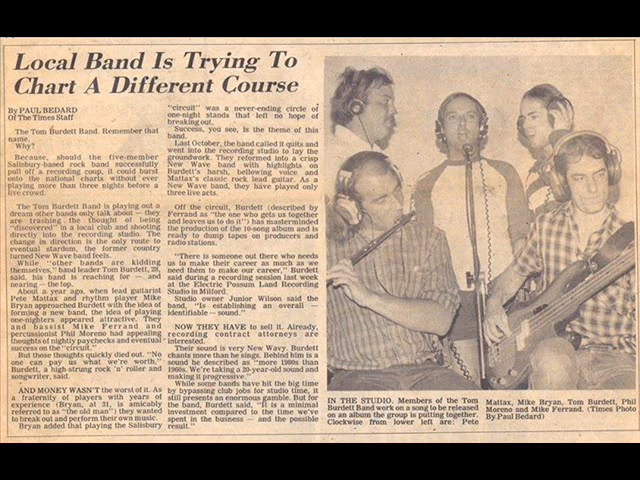 Local Band Is Trying To
Chart A Different Course
By PAUL BEDARD
Of The Times Staff
The Tom Burdett Band. Remember that
name.
Why?
Because, should the five-member
Salisbury-based rock band successfully
pull off a recording coup, it could burst
onto the national charts without ever
playing more than three nights before a
live crowd.
The Tom Burdett Band is playing out a
dream other bands only talk about — they
are trashing the thought of being
"discovered" in a local club and shooting
directly into the recording studio. The
change in direction is the only route to
eventual stardom, the former country
turned New Wave band feels.
While "other bands are kidding
themselves," band leader Tom Burdett, 28,
said, his band is reaching for — and
nearing — the top.
About a year ago, when lead guitarist
Pete Mattax and rhythm player Mike
Bryan approached Burdett with the idea of
forming a new band, the idea of playing
one-nighters appeared attractive. They
and bassist Mike Ferrand and
percussionist Phil Moreno had appealing
thoughts of nightly paychecks and eventual
success on the "circuit."
But those thoughts quickly died out. "No
one can pay us what we're worth,"
Burdett, a high-strung rock 'n' roller and
songwriter, said.
AND MONEY WASN'T the worst of it. As
a fraternity of players with years of
experience (Bryan, at 31, is amicably
referred to as "the old man") they wanted
to break out and perform their own music.
Bryan added that playing the Salisbury
"circuit" was a never-ending circle of
one-night stands that left no hope of
breaking out.
Success, you see, is the theme of this
band.
Last October, the band called it quits and
went into the recording studio to lay the
groundwork. They reformed into a crisp
New Wave band with highlights on
Burdett's harsh, bellowing voice and
Mattax's classic rock lead guitar. As a
New Wave band, they have played only
three live acts.
Off the circuit, Burdett (described by
Ferrand as "the one who gets us together
and leaves us to do it") has masterminded
the production of the 10-song album and is
ready to dump tapes on producers and
radio stations.
"There is someone out there who needs
us to make their career as much as we
need them to make our career," Burdett
said during a recording session last week
at the Electric Possum Land Recording
Studio in Milford.
Studio owner Junior Wilson said the
band, "Is establishing an overall —
identifiable — sound."
NOW THEY HAVE to sell it. Already,
recording contract attorneys are
interested.
Their sound is very New Wavy. Burdett
chants more than he sings. Behind him is a
sound he described as "more 1980s than
1960s. We're taking a 20-year-old sound and
making it progressive."
While some bands have hit the big time
by bypassing club jobs for studio time, it
still presents an enormous gamble. But for
the band, Burdett said, "It is a minimal
investment compared to the time we've
spent in the business — and the possible
result."
IN THE STUDIO. Members of the Tom
Burdett Band work on a song to be released
on an album the group is putting together.
Clockwise from lower left are: Pete
Mattax, Mike Bryan, Tom Burdett, Phil
Moreno and Mike Ferrand. (Times Photo
By Paul Bedard)